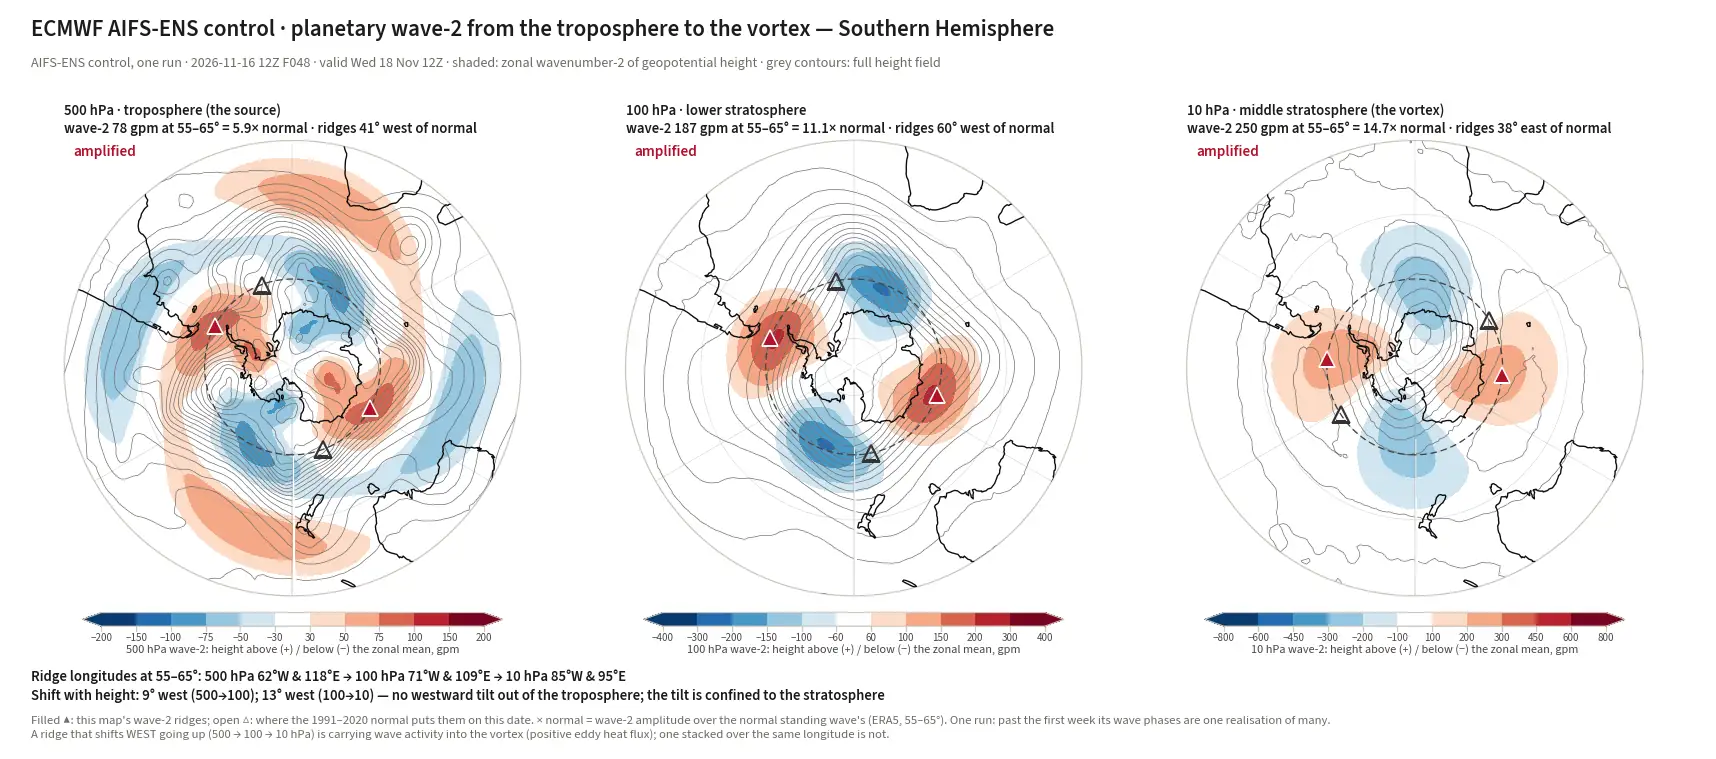 ECMWF AIFS-ENS control · planetary wave-2 from the troposphere to the vortex — Southern Hemisphere
AIFS-ENS control, one run · 2026-11-16 12Z F048 · valid Wed 18 Nov 12Z · shaded: zonal wavenumber-2 of geopotential height · grey contours: full height field
500 hPa · troposphere (the source)
wave-2 78 gpm at 55–65° = 5.9× normal · ridges 41° west of normal
amplified
100 hPa · lower stratosphere
wave-2 187 gpm at 55–65° = 11.1× normal · ridges 60° west of normal
amplified
10 hPa · middle stratosphere (the vortex)
wave-2 250 gpm at 55–65° = 14.7× normal · ridges 38° east of normal
amplified
−200 −150 −100 −75 −50 −30 30 50 75 100 150 200
500 hPa wave-2: height above (+) / below (−) the zonal mean, gpm
−400 −300 −200 −150 −100 −60 60 100 150 200 300 400
100 hPa wave-2: height above (+) / below (−) the zonal mean, gpm
−800 −600 −450 −300 −200 −100 100 200 300 450 600 800
10 hPa wave-2: height above (+) / below (−) the zonal mean, gpm
Ridge longitudes at 55–65°: 500 hPa 62°W & 118°E → 100 hPa 71°W & 109°E → 10 hPa 85°W & 95°E
Shift with height: 9° west (500→100); 13° west (100→10) — no westward tilt out of the troposphere; the tilt is confined to the stratosphere
Filled ▲: this map's wave-2 ridges; open △: where the 1991–2020 normal puts them on this date. × normal = wave-2 amplitude over the normal standing wave's (ERA5, 55–65°). One run: past the first week its wave phases are one realisation of many.
A ridge that shifts WEST going up (500 → 100 → 10 hPa) is carrying wave activity into the vortex (positive eddy heat flux); one stacked over the same longitude is not.